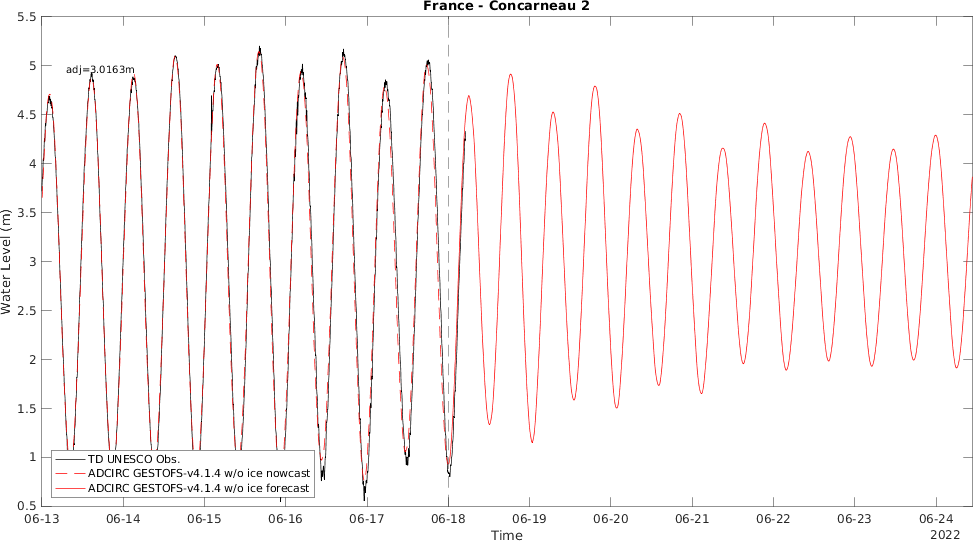 France - Concarneau 2
adj=3.0163m
Water Level (m)
5.5
5
4.5
4
3.5
3
2.5
2
1.5
1
0.5
TD UNESCO Obs.
ADCIRC GESTOFS-v4.1.4 w/o ice nowcast
ADCIRC GESTOFS-v4.1.4 w/o ice forecast
06-13 06-14 06-15 06-16 06-17 06-18 06-19 06-20 06-21 06-22 06-23 06-24
2022
Time